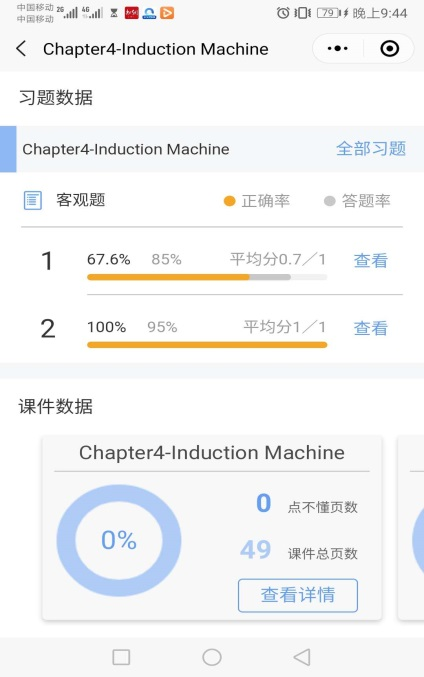 中国移动 2G 4G 79 晚上9:44
中国移动
Chapter4-Induction Machine
习题数据
Chapter4-Induction Machine 全部习题
客观题 正确率 答题率
1 67.6% 85% 平均分0.7／1 查看
2 100% 95% 平均分1／1 查看
课件数据
Chapter4-Induction Machine
0% 0 点不懂页数
49 课件总页数
查看详情